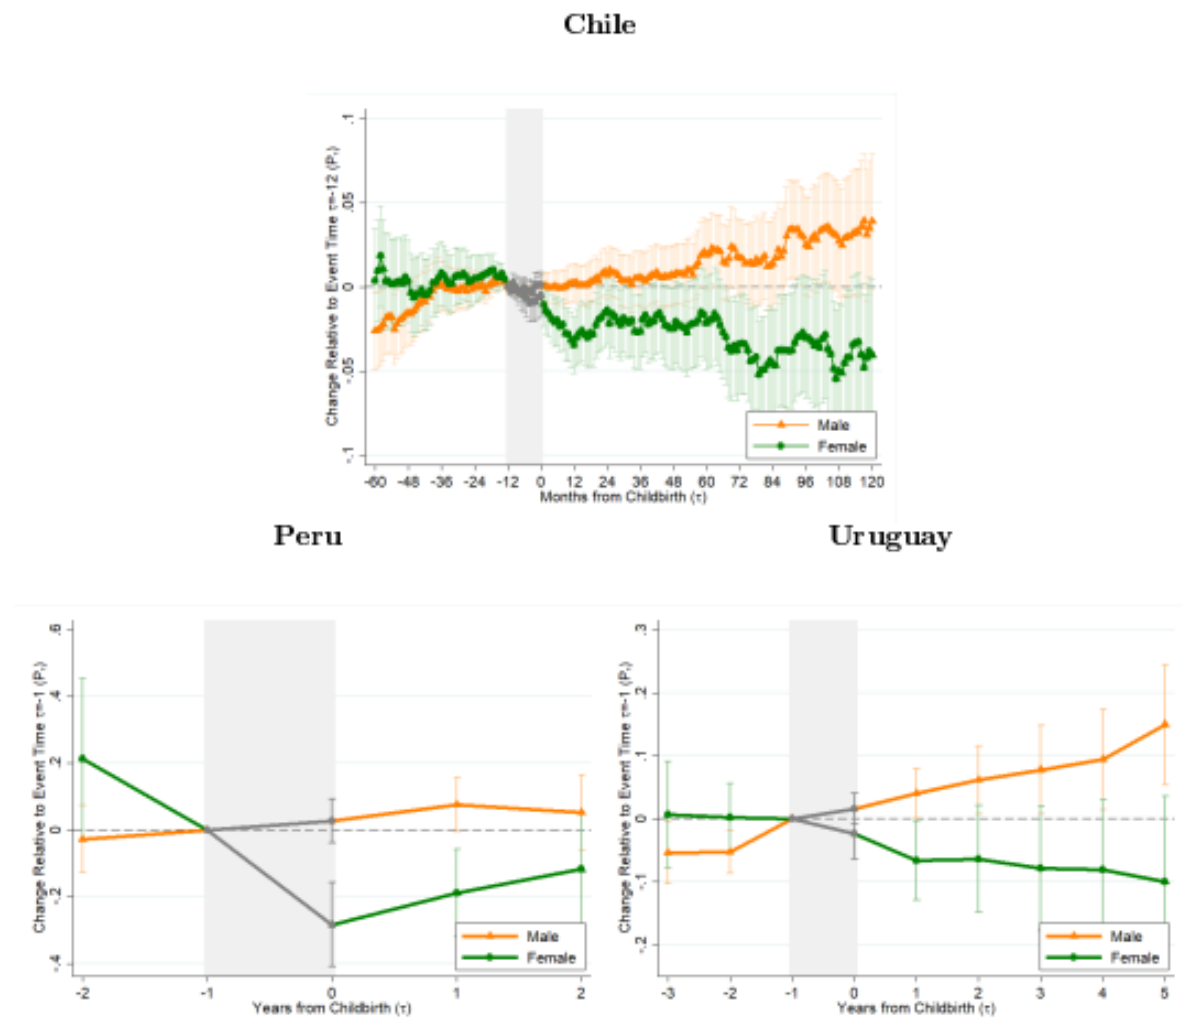 Chile
Change Relative to Event Time τ=-12 (Pτ)
.1
.05
0
-.05
-.1
-60 -48 -36 -24 -12 0 12 24 36 48 60 72 84 96 108 120
Months from Childbirth (τ)
Male
Female
Peru
Change Relative to Event Time τ=-1 (Pτ)
.6
.4
.2
0
-.2
-.4
-2 -1 0 1 2
Years from Childbirth (τ)
Male
Female
Uruguay
Change Relative to Event Time τ=-1 (Pτ)
.3
.2
.1
0
-.1
-.2
-3 -2 -1 0 1 2 3 4 5
Years from Childbirth (τ)
Male
Female